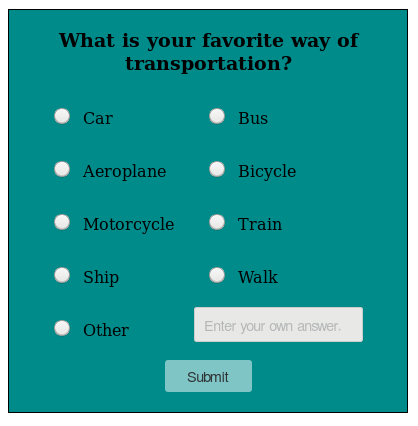 What is your favorite way of
transportation?
Car
Bus
Aeroplane
Bicycle
Motorcycle
Train
Ship
Walk
Other
Enter your own answer.
Submit